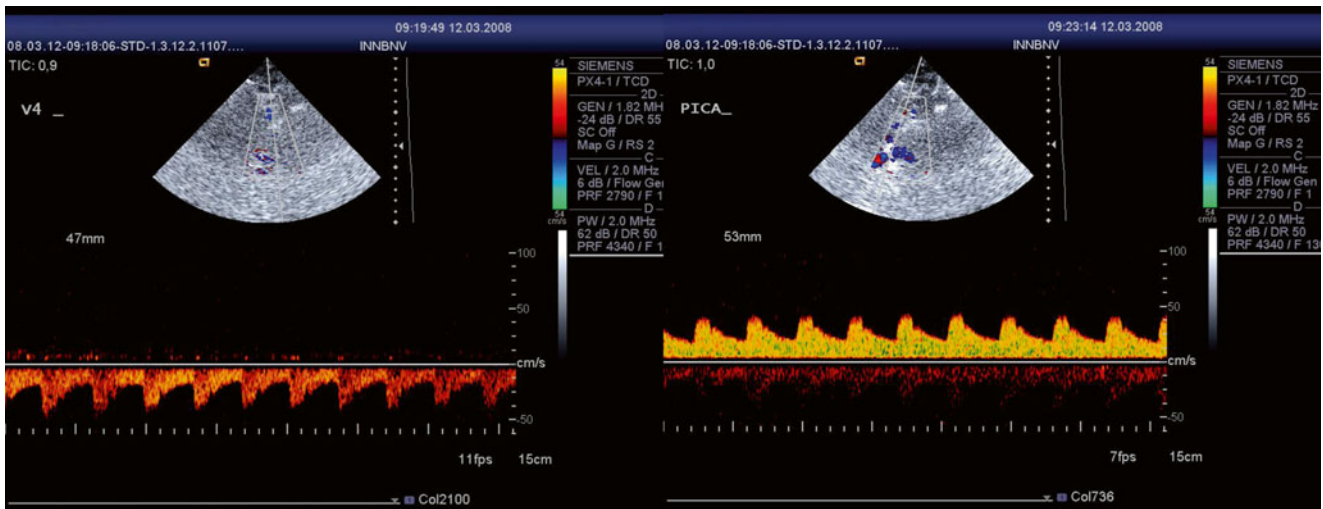 09:19:49 12.03.2008
08.03.12-09:18:06-STD-1.3.12.2.1107....
INNBNV
TIC: 0,9
V4 _
54
SIEMENS
PX4-1 / TCD
2D
GEN / 1.82 MH
-24 dB / DR 55
SC Off
Map G / RS 2
C
VEL / 2.0 MHz
6 dB / Flow Gen
PRF 2790 / F 1
D
54
cm/s
PW / 2.0 MHz
62 dB / DR 50
PRF 4340 / F 1
47mm
100
50
cm/s
-50
11fps 15cm
Col2100
09:23:14 12.03.2008
08.03.12-09:18:06-STD-1.3.12.2.1107....
INNBNV
TIC: 1,0
PICA_
54
SIEMENS
PX4-1 / TCD
2D
GEN / 1.82 MHz
-24 dB / DR 55
SC Off
Map G / RS 2
C
VEL / 2.0 MHz
6 dB / Flow Gen
PRF 2790 / F 1
D
54
cm/s
PW / 2.0 MHz
62 dB / DR 50
PRF 4340 / F 130
53mm
100
50
cm/s
-50
7fps 15cm
Col736